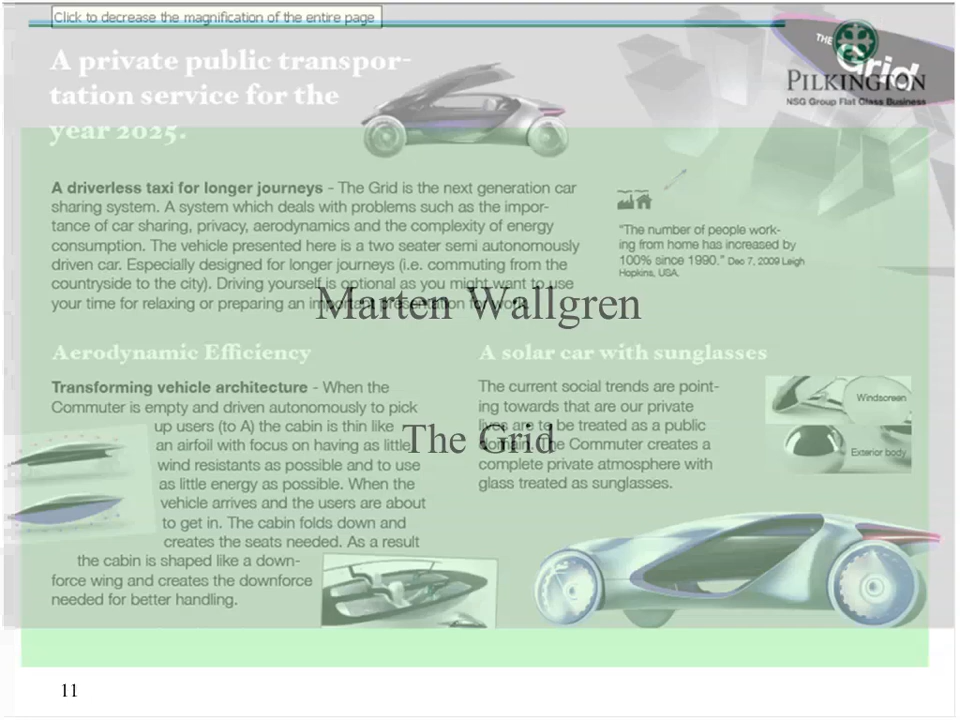 Click to decrease the magnification of the entire page
THE Grid
PILKINGTON
NSG Group Flat Glass Business
A private public transpor-
tation service for the
year 2025.
A driverless taxi for longer journeys - The Grid is the next generation car
sharing system. A system which deals with problems such as the impor-
tance of car sharing, privacy, aerodynamics and the complexity of energy
consumption. The vehicle presented here is a two seater semi autonomously
driven car. Especially designed for longer journeys (i.e. commuting from the
countryside to the city). Driving yourself is optional as you might want to use
your time for relaxing or preparing an important presentation for work.
"The number of people work-
ing from home has increased by
100% since 1990." Dec 7, 2009 Leigh
Hopkins, USA.
Marten Wallgren
The Grid
Aerodynamic Efficiency
Transforming vehicle architecture - When the
Commuter is empty and driven autonomously to pick
up users (to A) the cabin is thin like
an airfoil with focus on having as little
wind resistants as possible and to use
as little energy as possible. When the
vehicle arrives and the users are about
to get in. The cabin folds down and
creates the seats needed. As a result
the cabin is shaped like a down-
force wing and creates the downforce
needed for better handling.
A solar car with sunglasses
The current social trends are point-
ing towards that are our private
lives are to be treated as a public
domain. The Commuter creates a
complete private atmosphere with
glass treated as sunglasses.
Windscreen
Exterior body
11